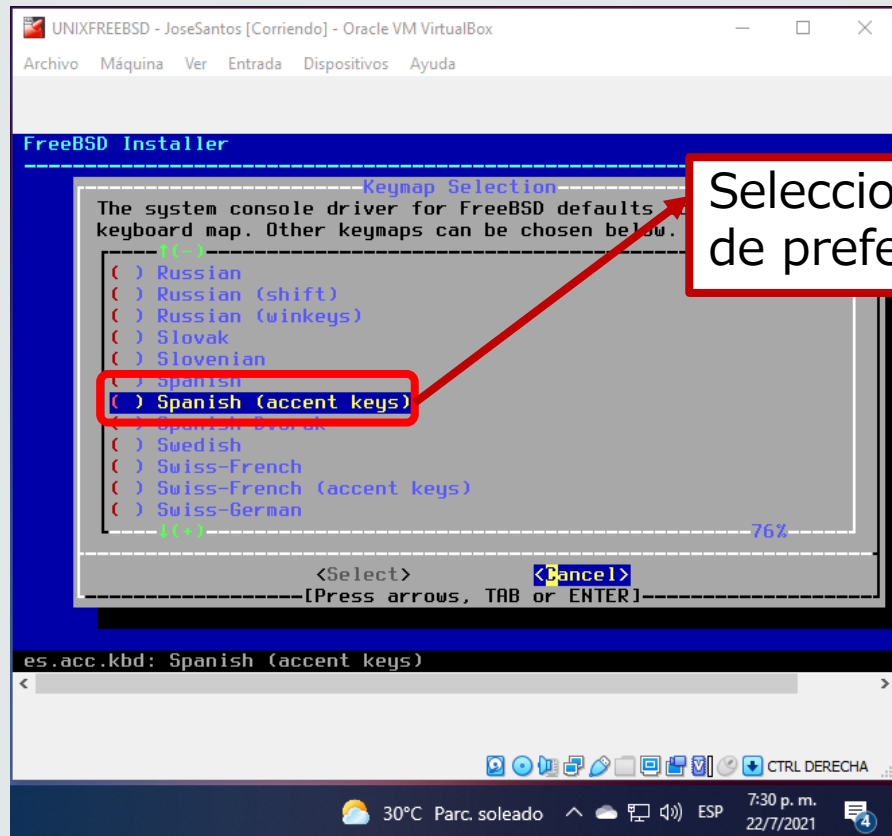 UNIXFREEBSD - JoseSantos [Corriendo] - Oracle VM VirtualBox
Archivo Máquina Ver Entrada Dispositivos Ayuda
FreeBSD Installer
Keymap Selection
The system console driver for FreeBSD defaults
keyboard map. Other keymaps can be chosen below.
↑(-)
( ) Russian
( ) Russian (shift)
( ) Russian (winkeys)
( ) Slovak
( ) Slovenian
( ) Spanish
( ) Spanish (accent keys)
( ) Spanish Dvorak
( ) Swedish
( ) Swiss-French
( ) Swiss-French (accent keys)
( ) Swiss-German
↓(+) 76%
<Select> <Cancel>
[Press arrows, TAB or ENTER]
es.acc.kbd: Spanish (accent keys)
Seleccio
de prefe
CTRL DERECHA
30°C Parc. soleado ESP 7:30 p. m.
22/7/2021 4